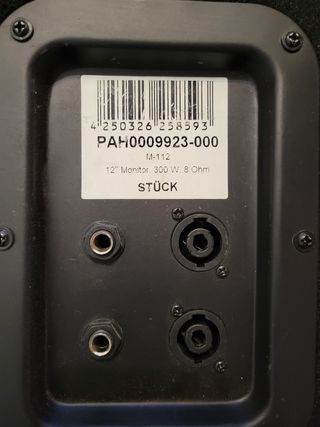 4 250326 258593
PAH0009923-000
M-112
12" Monitor, 300 W, 8 Ohm
STÜCK